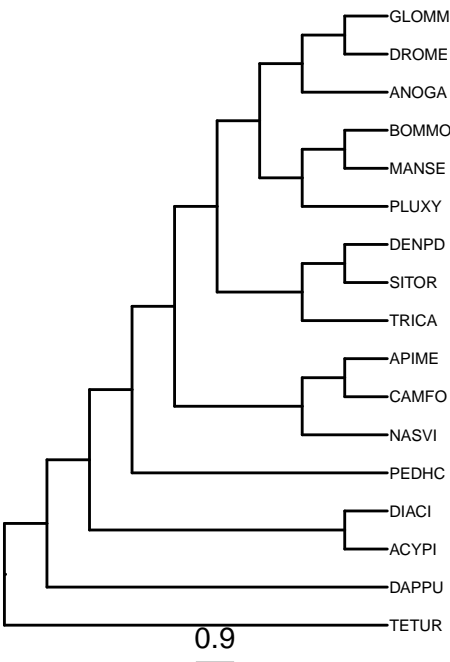 GLOMM
DROME
ANOGA
BOMMO
MANSE
PLUXY
DENPD
SITOR
TRICA
APIME
CAMFO
NASVI
PEDHC
DIACI
ACYPI
DAPPU
TETUR
0.9